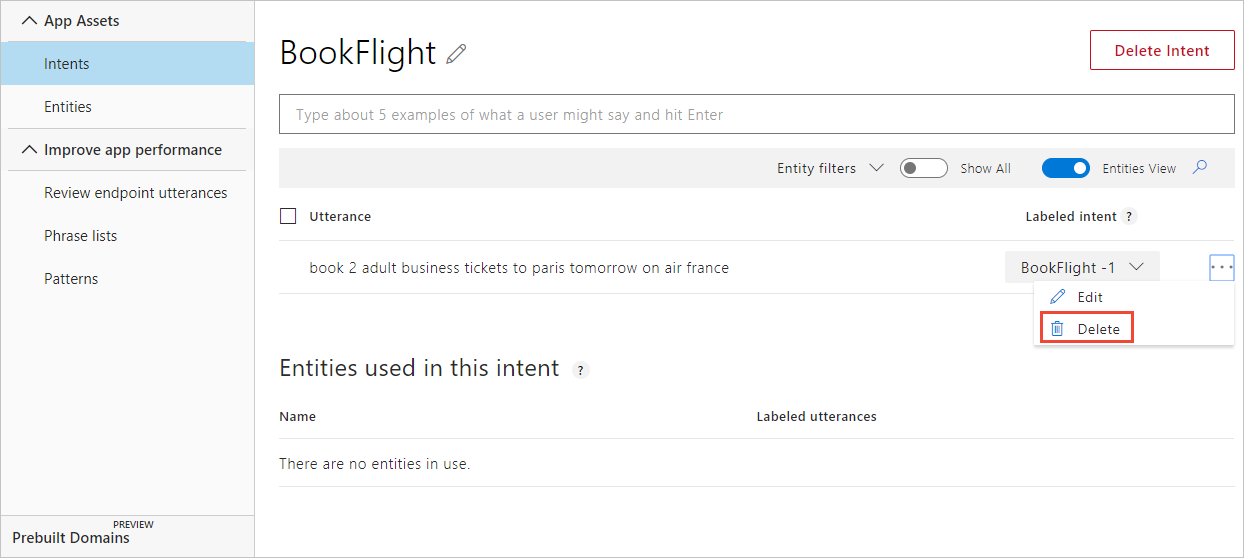 App Assets
Intents
Entities
Improve app performance
Review endpoint utterances
Phrase lists
Patterns
PREVIEW
Prebuilt Domains
BookFlight
Delete Intent
Type about 5 examples of what a user might say and hit Enter
Entity filters Show All Entities View
Utterance Labeled intent ?
book 2 adult business tickets to paris tomorrow on air france BookFlight -1 ...
Edit
Delete
Entities used in this intent ?
Name Labeled utterances
There are no entities in use.